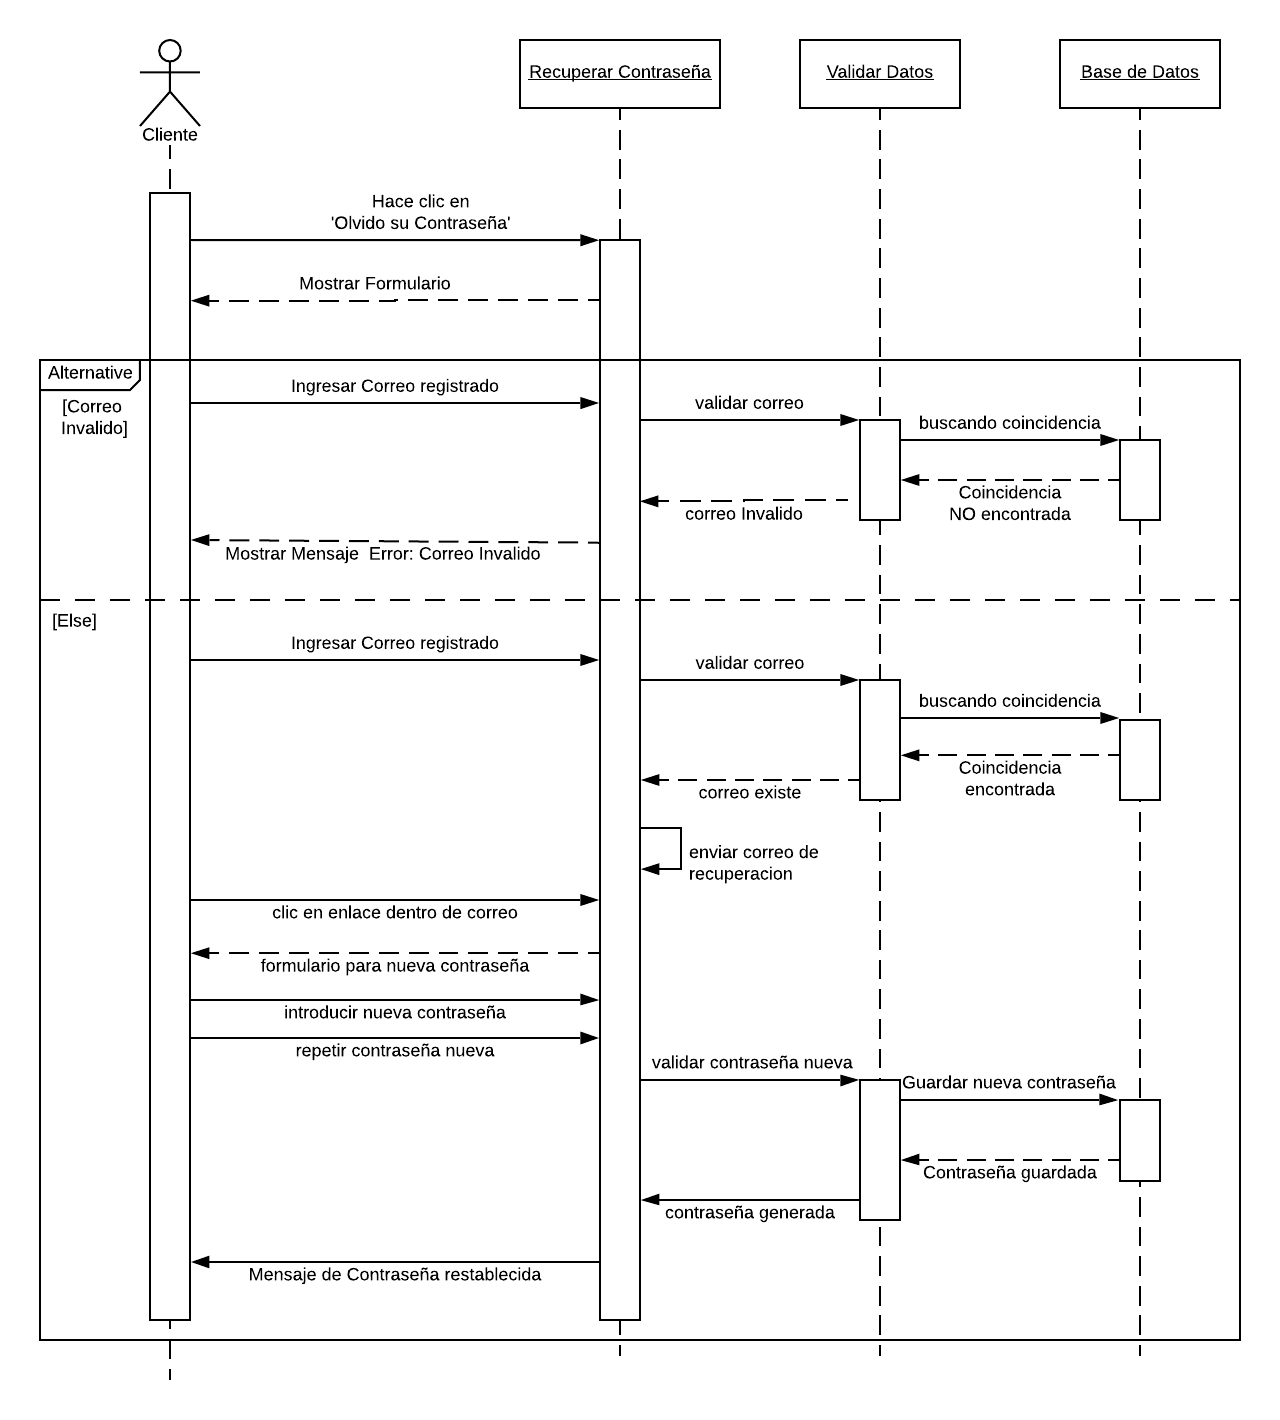 Cliente
Recuperar Contraseña
Validar Datos
Base de Datos
Hace clic en
'Olvido su Contraseña'
Mostrar Formulario
Alternative
[Correo
Invalido]
Ingresar Correo registrado
validar correo
buscando coincidencia
Coincidencia
NO encontrada
correo Invalido
Mostrar Mensaje  Error: Correo Invalido
[Else]
Ingresar Correo registrado
validar correo
buscando coincidencia
Coincidencia
encontrada
correo existe
enviar correo de
recuperacion
clic en enlace dentro de correo
formulario para nueva contraseña
introducir nueva contraseña
repetir contraseña nueva
validar contraseña nueva
Guardar nueva contraseña
Contraseña guardada
contraseña generada
Mensaje de Contraseña restablecida